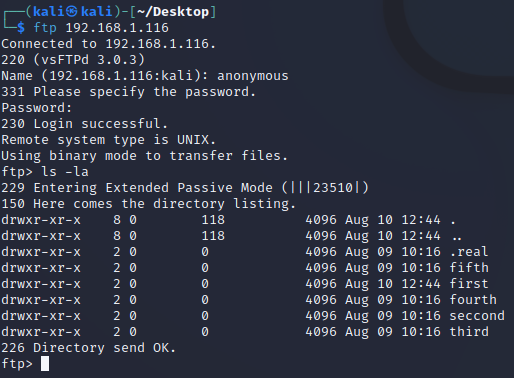 ┌──(kali㉿kali)-[~/Desktop]
└─$ ftp 192.168.1.116
Connected to 192.168.1.116.
220 (vsFTPd 3.0.3)
Name (192.168.1.116:kali): anonymous
331 Please specify the password.
Password:
230 Login successful.
Remote system type is UNIX.
Using binary mode to transfer files.
ftp> ls -la
229 Entering Extended Passive Mode (|||23510|)
150 Here comes the directory listing.
drwxr-xr-x    8 0        118          4096 Aug 10 12:44 .
drwxr-xr-x    8 0        118          4096 Aug 10 12:44 ..
drwxr-xr-x    2 0        0            4096 Aug 09 10:16 .real
drwxr-xr-x    2 0        0            4096 Aug 09 10:16 fifth
drwxr-xr-x    2 0        0            4096 Aug 10 12:44 first
drwxr-xr-x    2 0        0            4096 Aug 09 10:16 fourth
drwxr-xr-x    2 0        0            4096 Aug 09 10:16 seccond
drwxr-xr-x    2 0        0            4096 Aug 09 10:16 third
226 Directory send OK.
ftp>